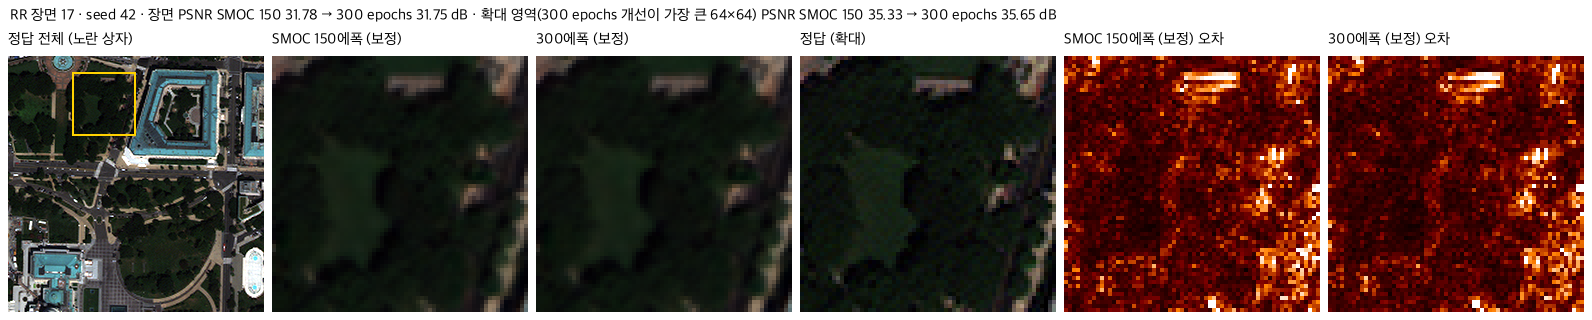 RR 장면 17 · seed 42 · 장면 PSNR SMOC 150 31.78 → 300 epochs 31.75 dB · 확대 영역(300 epochs 개선이 가장 큰 64×64) PSNR SMOC 150 35.33 → 300 epochs 35.65 dB
정답 전체 (노란 상자)
SMOC 150에폭 (보정)
300에폭 (보정)
정답 (확대)
SMOC 150에폭 (보정) 오차
300에폭 (보정) 오차